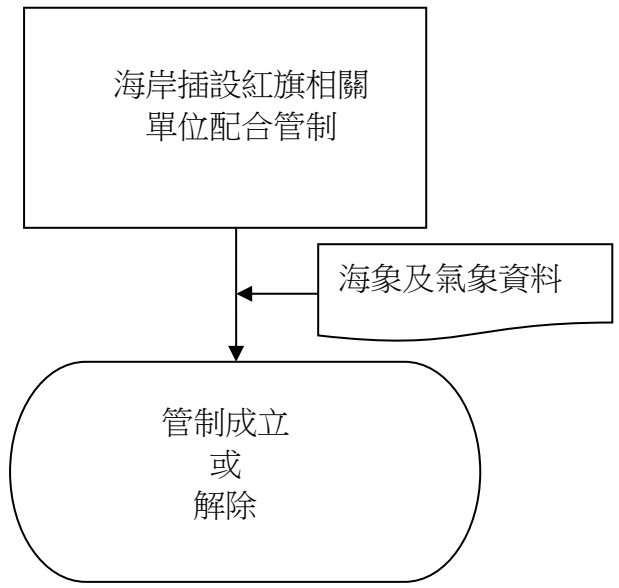 海岸插設紅旗相關
單位配合管制
海象及氣象資料
管制成立
或
解除